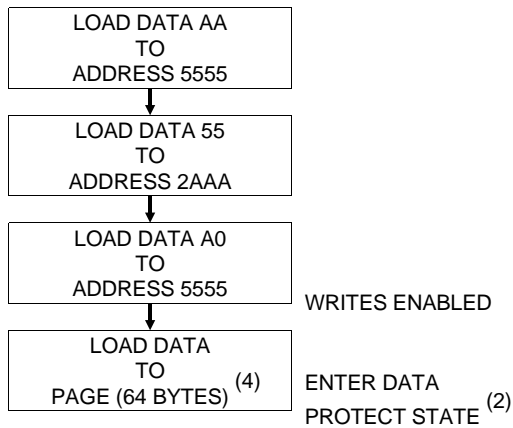 LOAD DATA AA
TO
ADDRESS 5555
LOAD DATA 55
TO
ADDRESS 2AAA
LOAD DATA A0
TO
ADDRESS 5555
WRITES ENABLED
LOAD DATA
TO
PAGE (64 BYTES) (4)
ENTER DATA
PROTECT STATE (2)